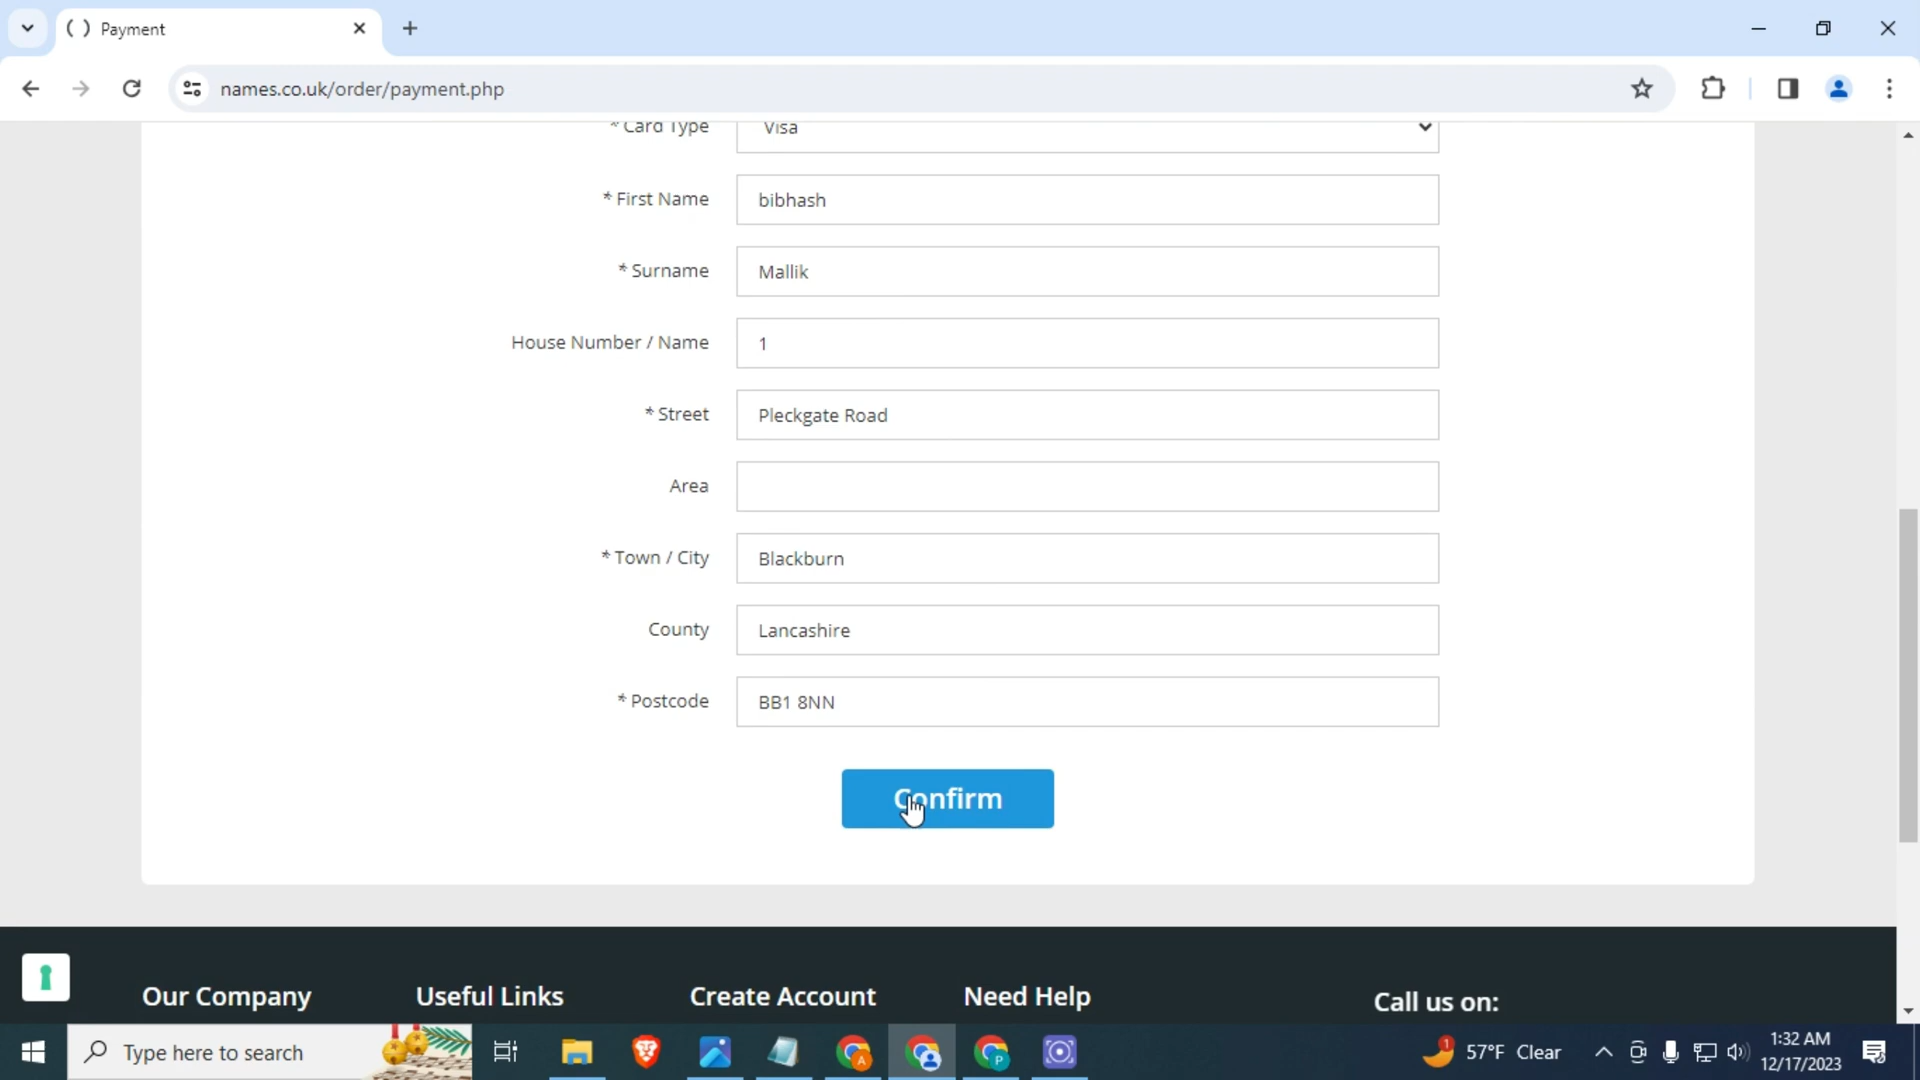 Payment
names.co.uk/order/payment.php
* Card Type Visa
* First Name bibhash
* Surname Mallik
House Number / Name 1
* Street Pleckgate Road
Area
* Town / City Blackburn
County Lancashire
* Postcode BB1 8NN
Confirm
Our Company Useful Links Create Account Need Help Call us on:
Type here to search P 1 57°F Clear 1:32 AM
12/17/2023